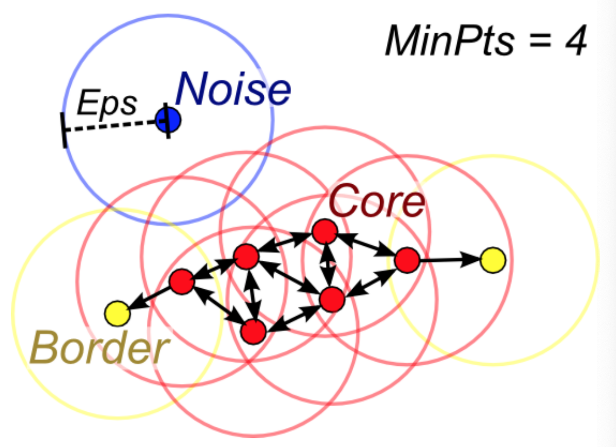 MinPts = 4
Noise
Eps
Core
Border